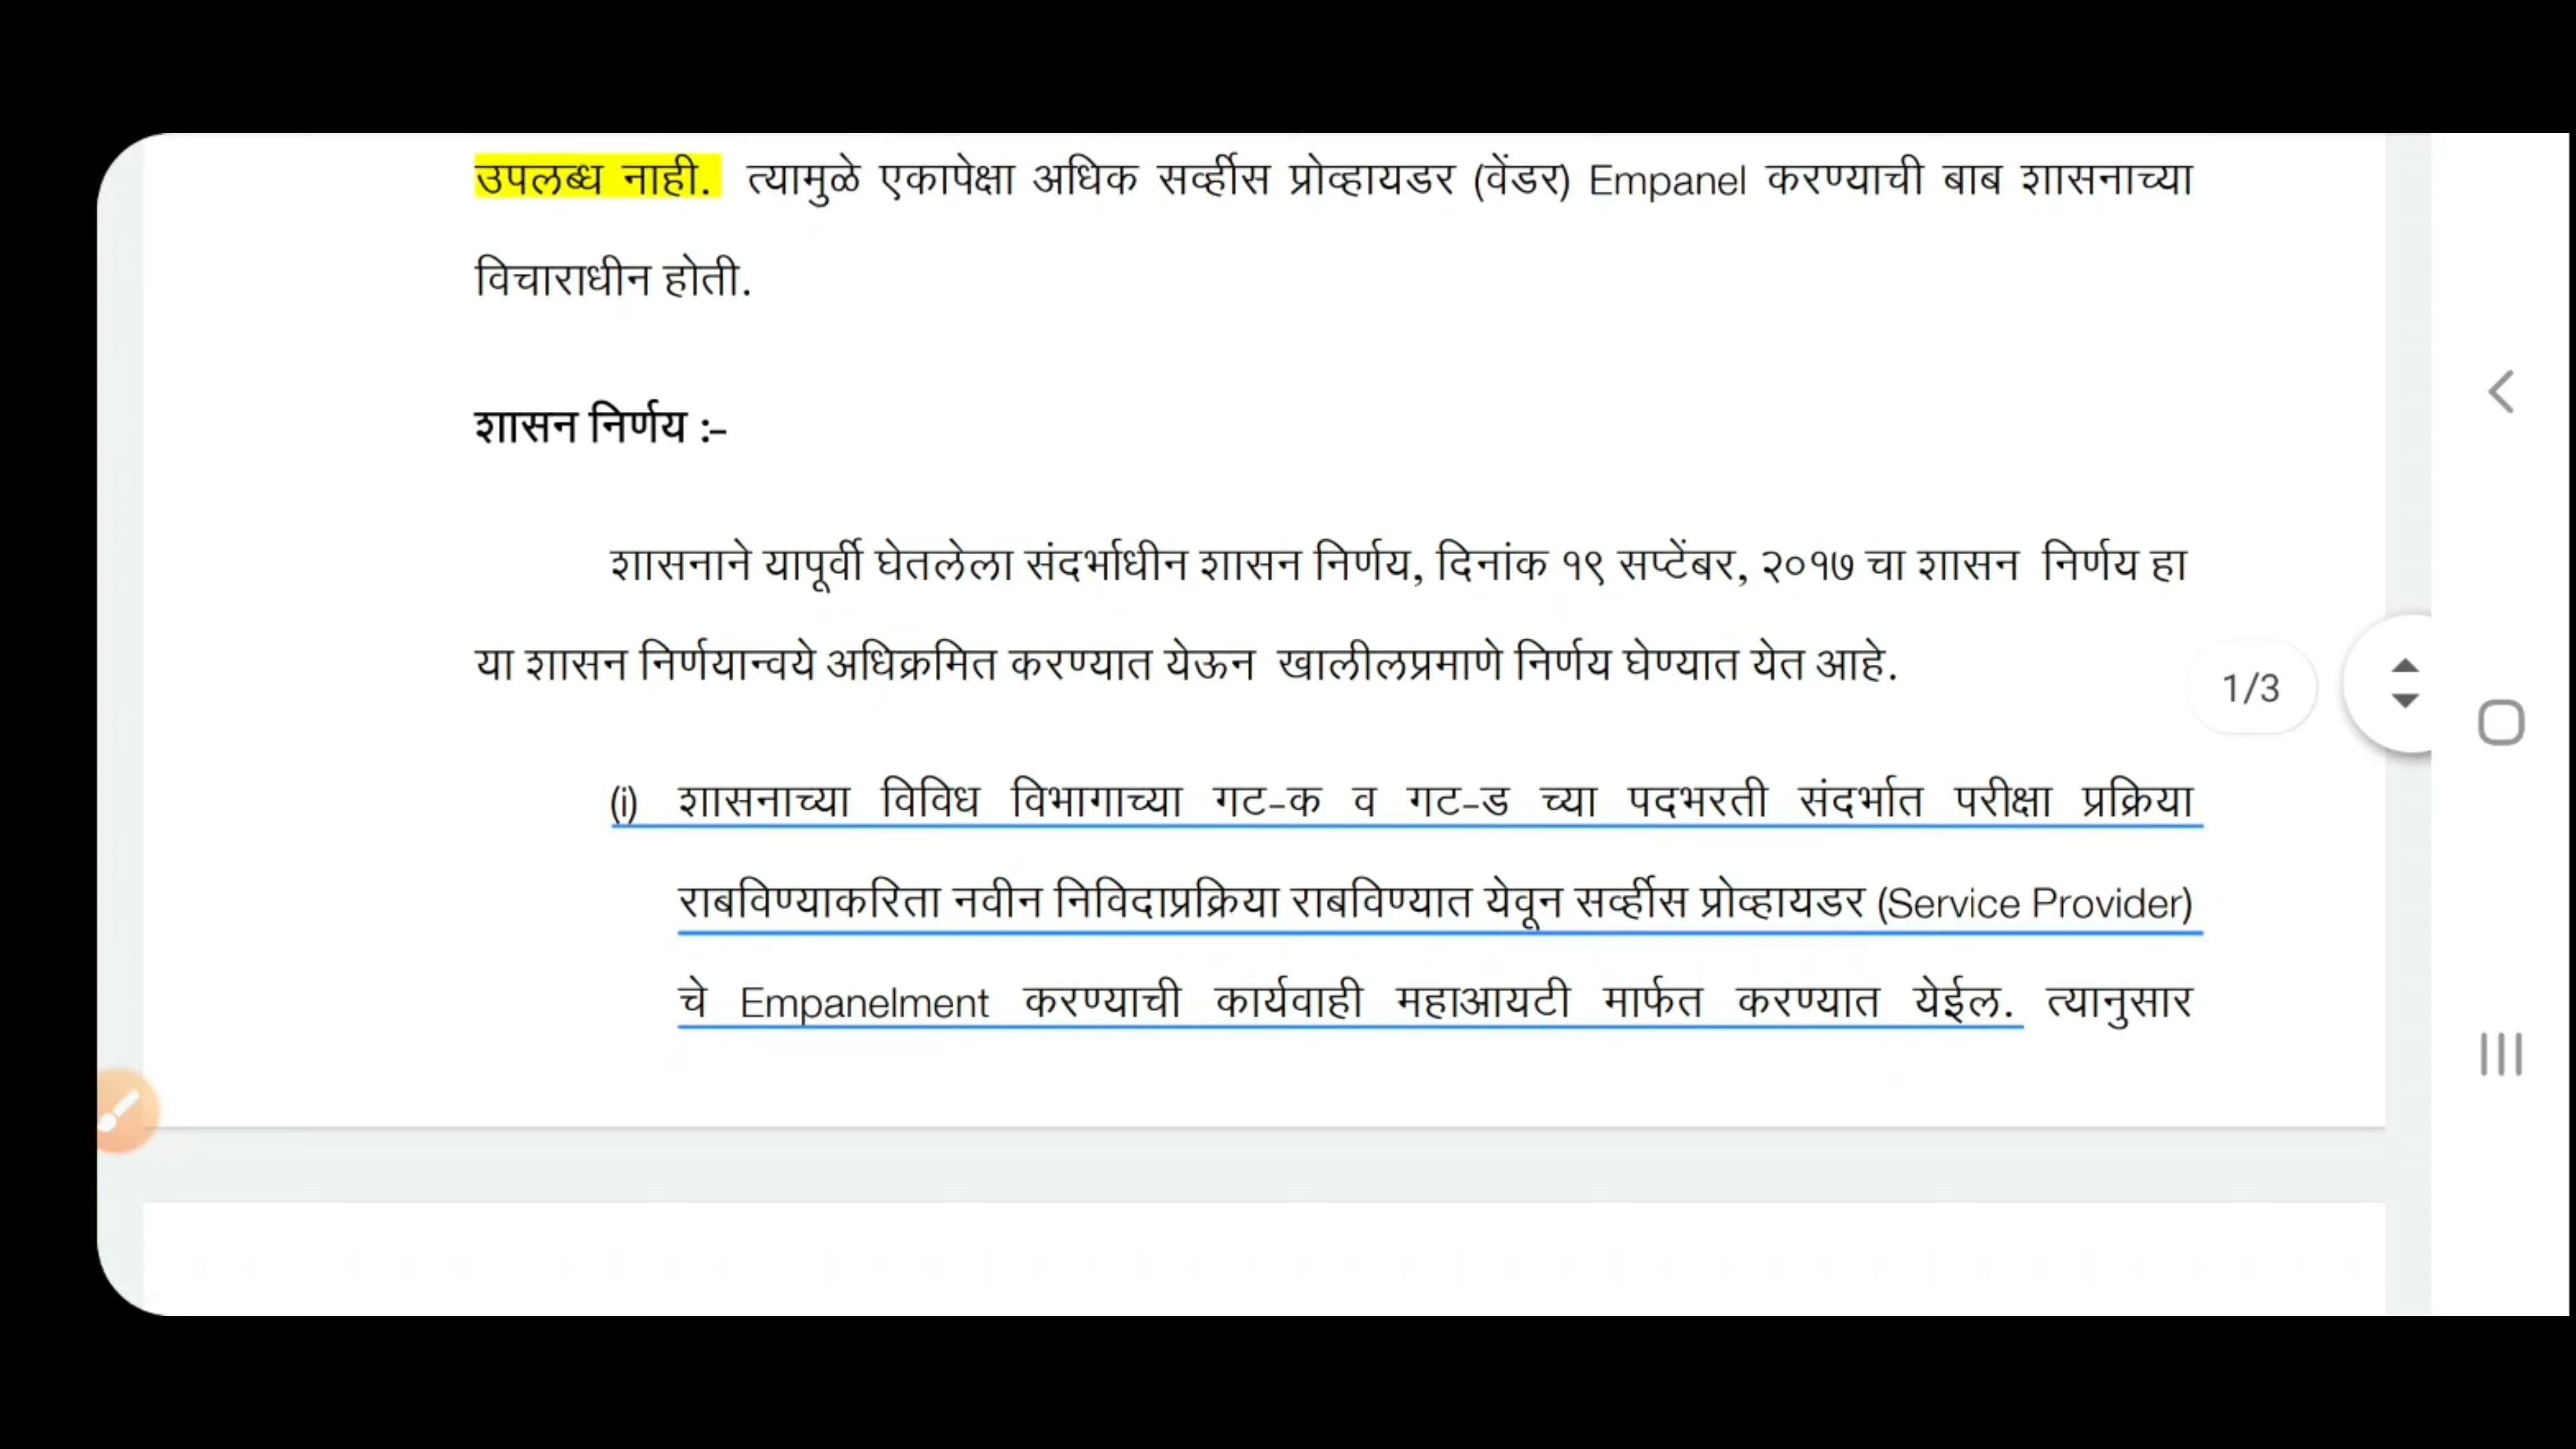 उपलब्ध नाही. त्यामुळे एकापेक्षा अधिक सर्व्हीस प्रोव्हायडर (वेंडर) Empanel करण्याची बाब शासनाच्या
विचाराधीन होती.
शासन निर्णय :-
शासनाने यापूर्वी घेतलेला संदर्भाधीन शासन निर्णय, दिनांक १९ सप्टेंबर, २०१७ चा शासन निर्णय हा
या शासन निर्णयान्वये अधिक्रमित करण्यात येऊन खालीलप्रमाणे निर्णय घेण्यात येत आहे.
1/3
(i) शासनाच्या विविध विभागाच्या गट-क व गट-ड च्या पदभरती संदर्भात परीक्षा प्रक्रिया
राबविण्याकरिता नवीन निविदाप्रक्रिया राबविण्यात येवून सर्व्हीस प्रोव्हायडर (Service Provider)
चे Empanelment करण्याची कार्यवाही महाआयटी मार्फत करण्यात येईल. त्यानुसार